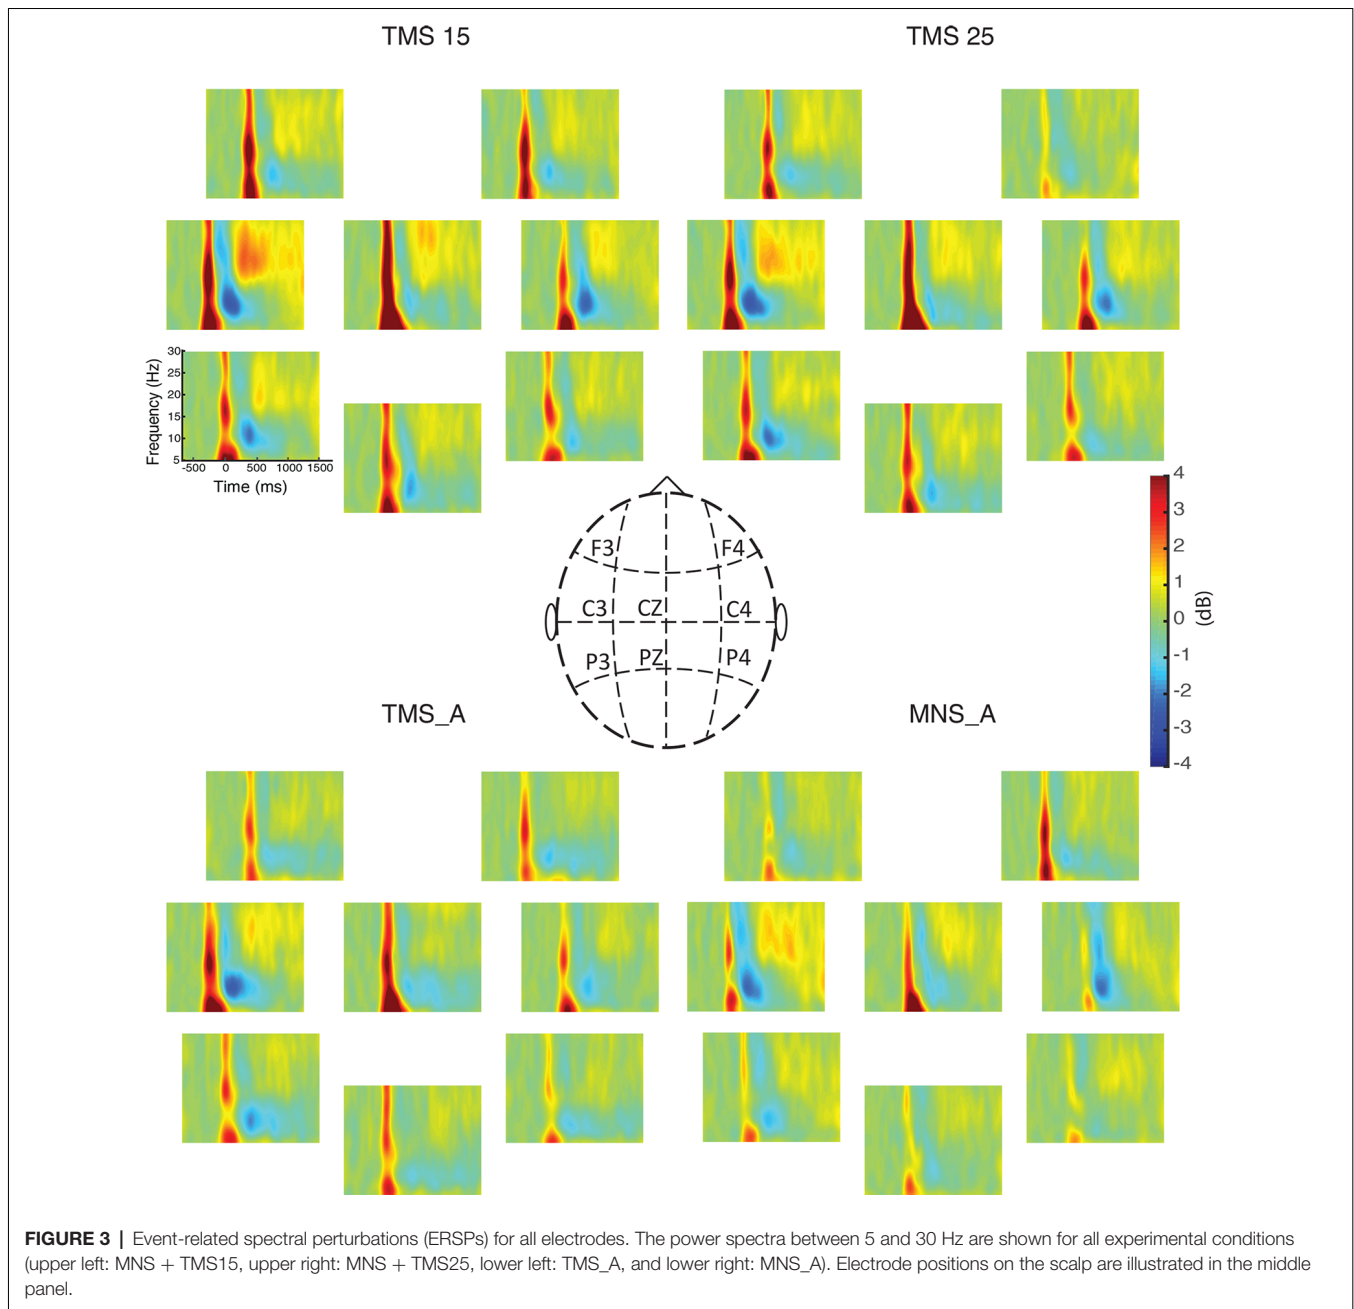 TMS 15
TMS 25
Frequency (Hz)
30
25
20
15
10
5
-500 0 500 1000 1500
Time (ms)
F3 F4
C3 CZ C4
P3 PZ P4
4
3
2
1
0
-1
-2
-3
-4
(dB)
TMS_A
MNS_A
FIGURE 3 | Event-related spectral perturbations (ERSPs) for all electrodes. The power spectra between 5 and 30 Hz are shown for all experimental conditions
(upper left: MNS + TMS15, upper right: MNS + TMS25, lower left: TMS_A, and lower right: MNS_A). Electrode positions on the scalp are illustrated in the middle
panel.